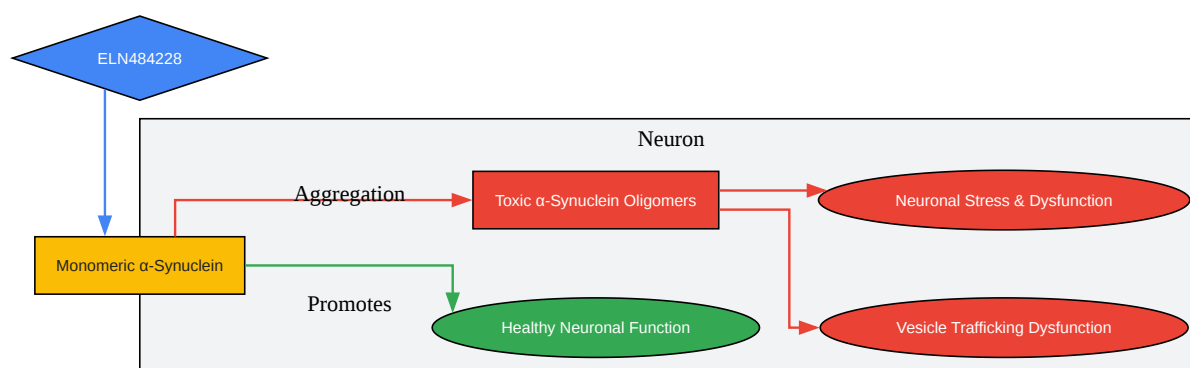 ELN484228
Neuron
Aggregation
Toxic α-Synuclein Oligomers
Neuronal Stress & Dysfunction
Monomeric α-Synuclein
Promotes
Healthy Neuronal Function
Vesicle Trafficking Dysfunction